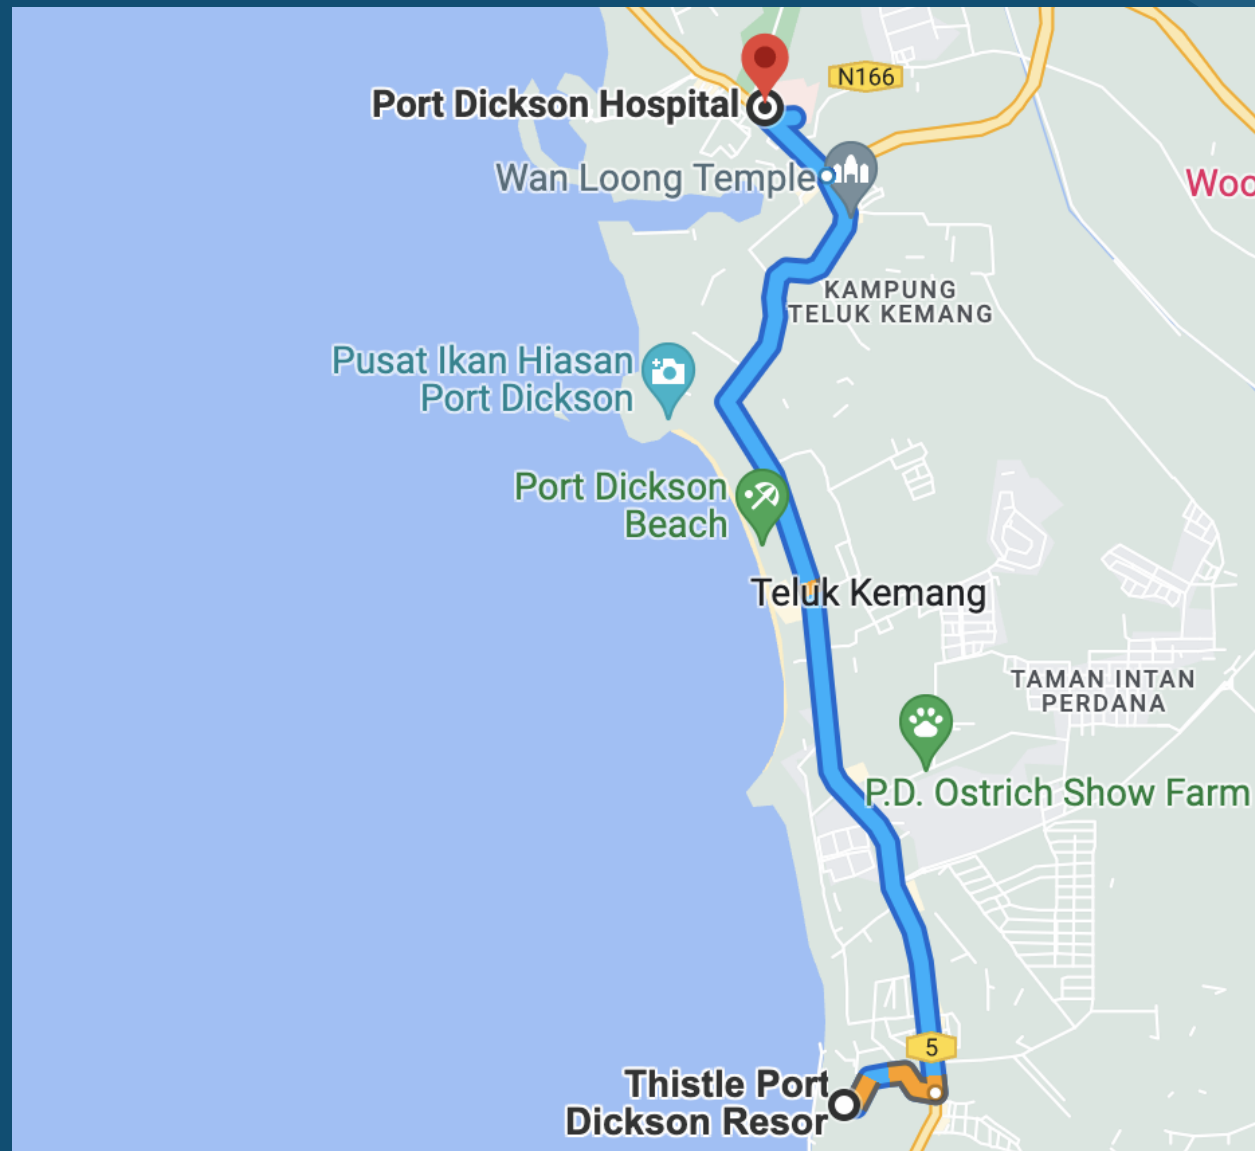 N166
Port Dickson Hospital
Wan Loong Temple
Woo
KAMPUNG
TELUK KEMANG
Pusat Ikan Hiasan
Port Dickson
Port Dickson
Beach
Teluk Kemang
TAMAN INTAN
PERDANA
P.D. Ostrich Show Farm
5
Thistle Port
Dickson Resor